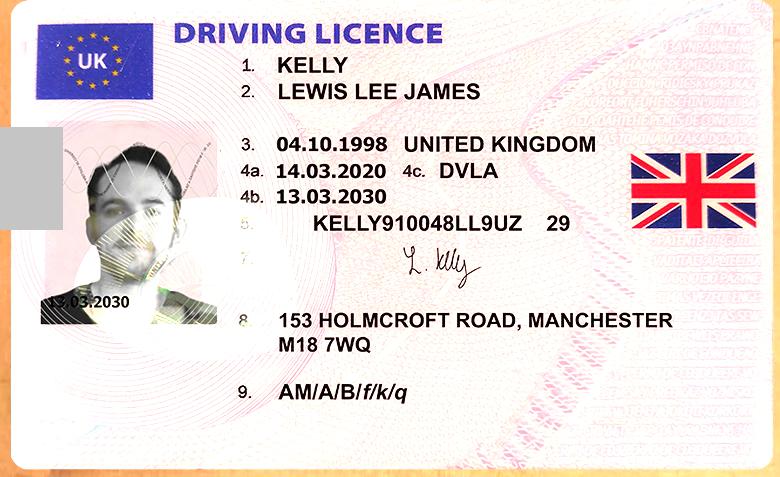 DRIVING LICENCE
UK
1. KELLY
2. LEWIS LEE JAMES
3. 04.10.1998 UNITED KINGDOM
4a. 14.03.2020 4c. DVLA
4b. 13.03.2030
5. KELLY910048LL9UZ 29
7. L. Kelly
13.03.2030
8. 153 HOLMCROFT ROAD, MANCHESTER
M18 7WQ
9. AM/A/B/f/k/q